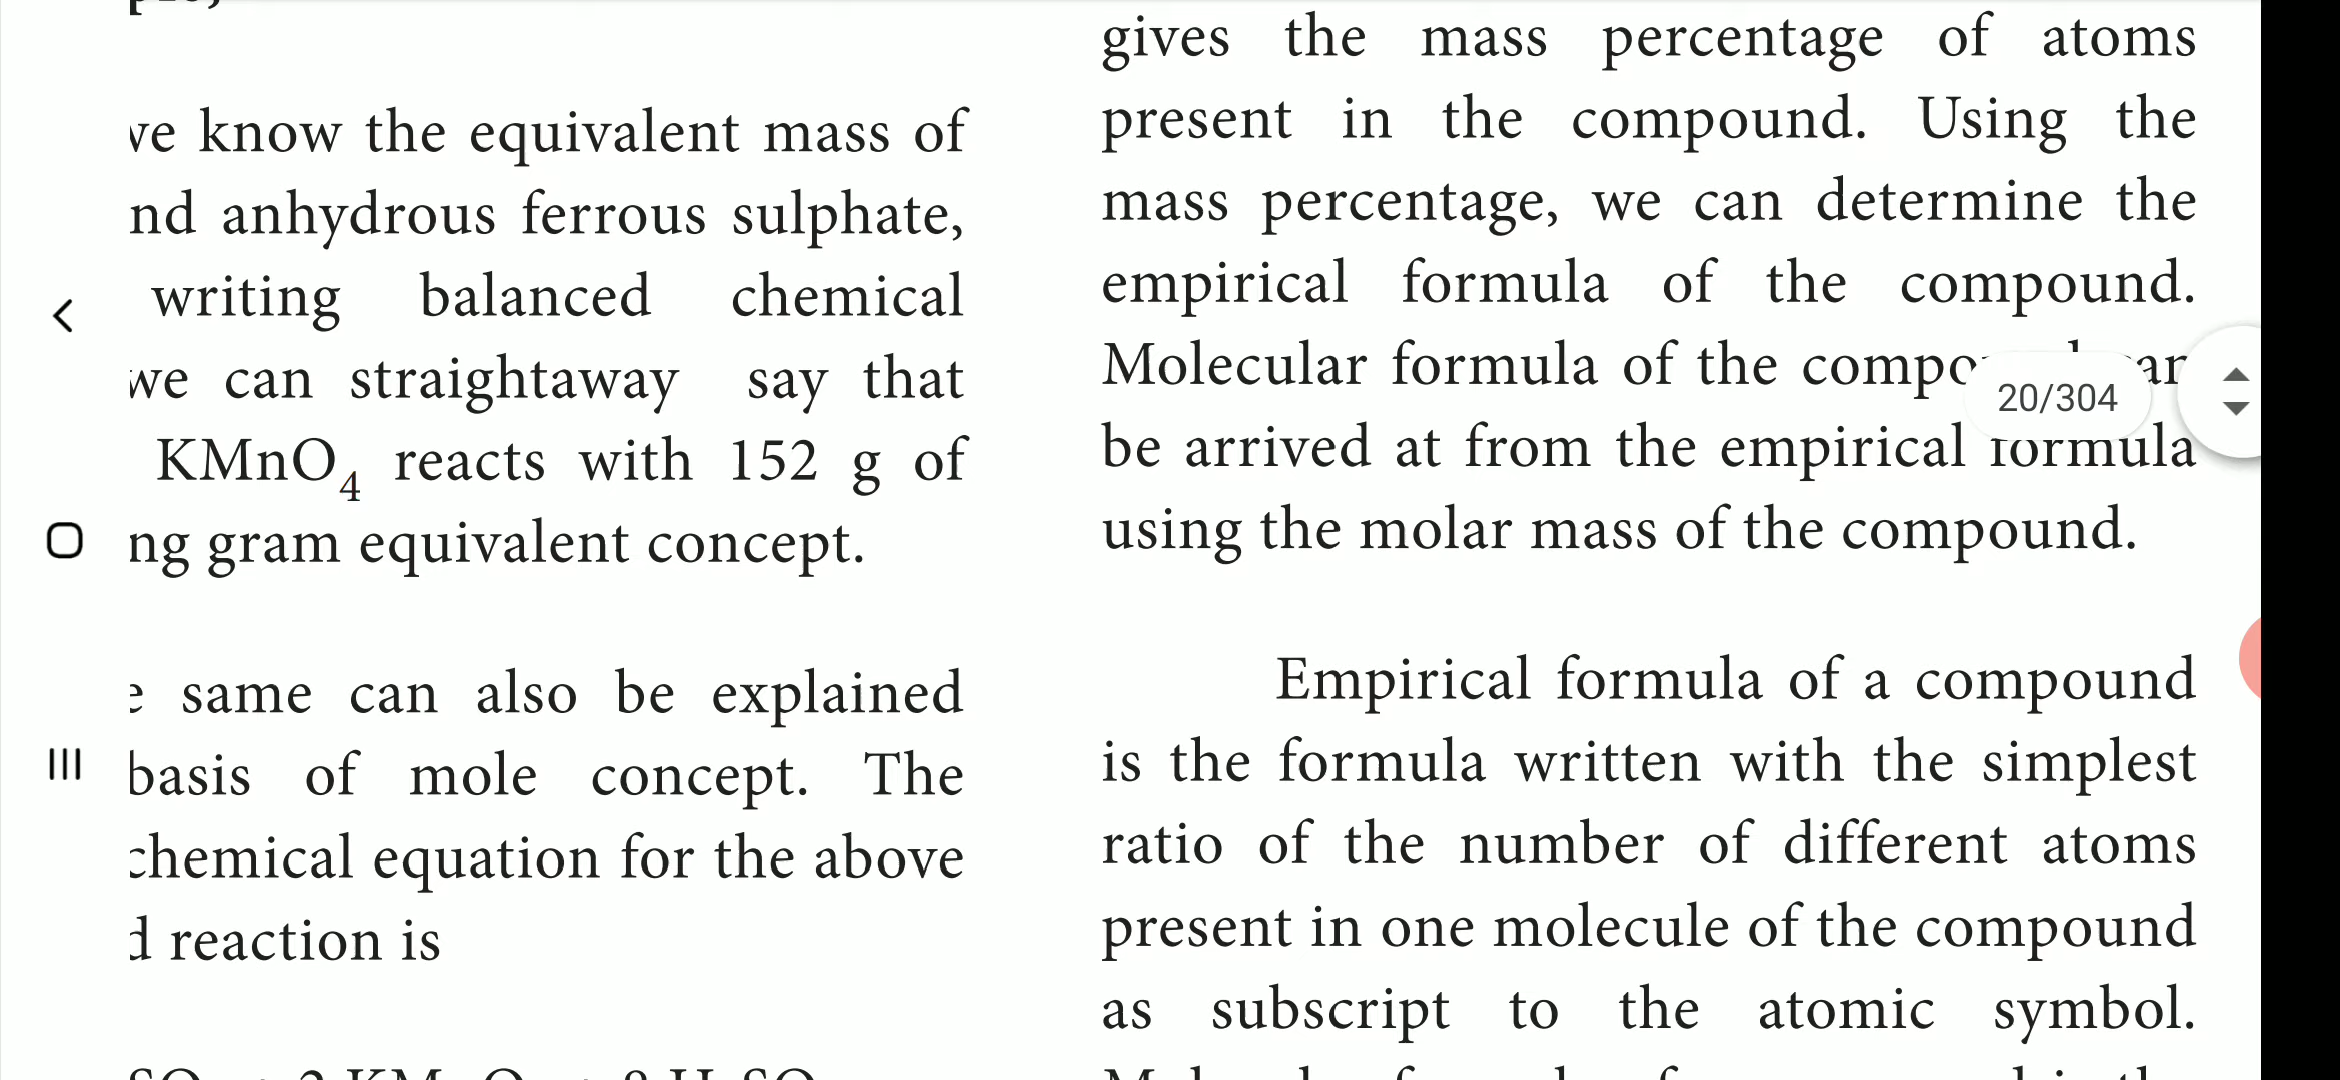 know the equivalent mass of
anhydrous ferrous sulphate,
writing balanced chemical
we can straightaway say that
KMnO4 reacts with 152 g of
gram equivalent concept.
same can also be explained
basis of mole concept. The
chemical equation for the above
reaction is
gives the mass percentage of atoms
present in the compound. Using the
mass percentage, we can determine the
empirical formula of the compound.
Molecular formula of the
20/304
be arrived at from the empirical formula
using the molar mass of the compound.
Empirical formula of a compound
is the formula written with the simplest
ratio of the number of different atoms
present in one molecule of the compound
as subscript to the atomic symbol.